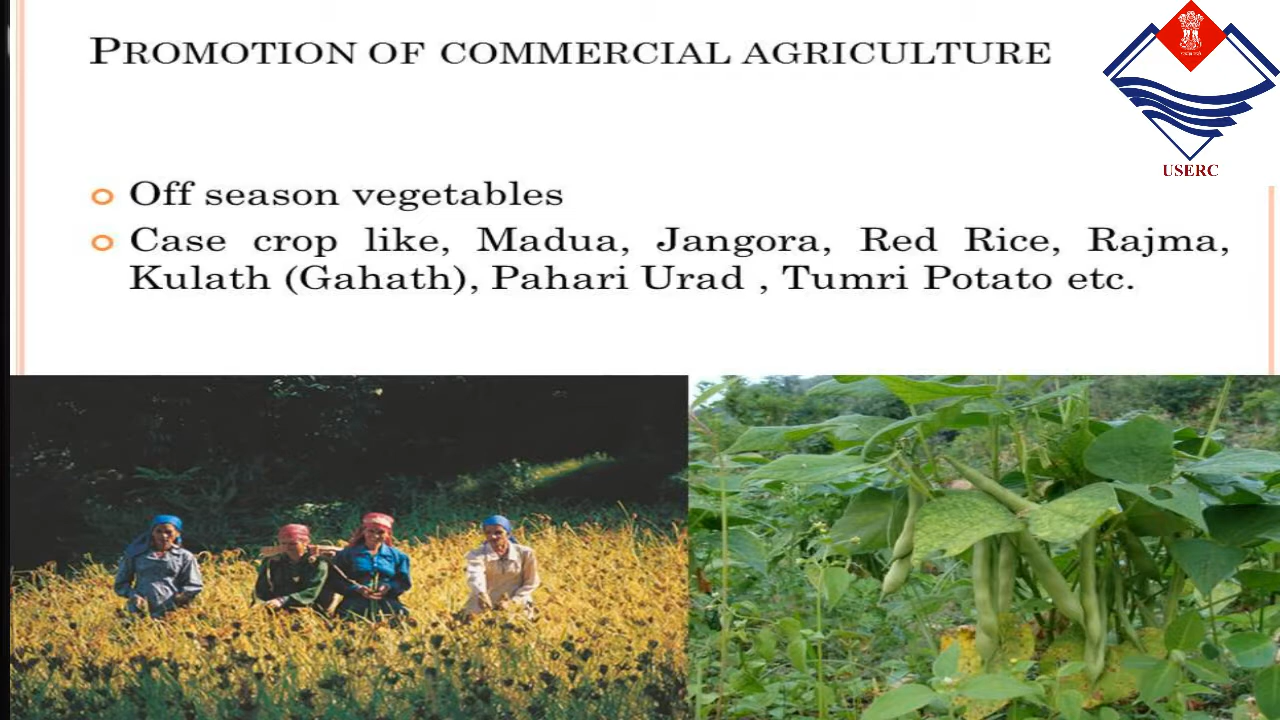 PROMOTION OF COMMERCIAL AGRICULTURE
USERC
Off season vegetables
Case crop like, Madua, Jangora, Red Rice, Rajma,
Kulath (Gahath), Pahari Urad , Tumri Potato etc.